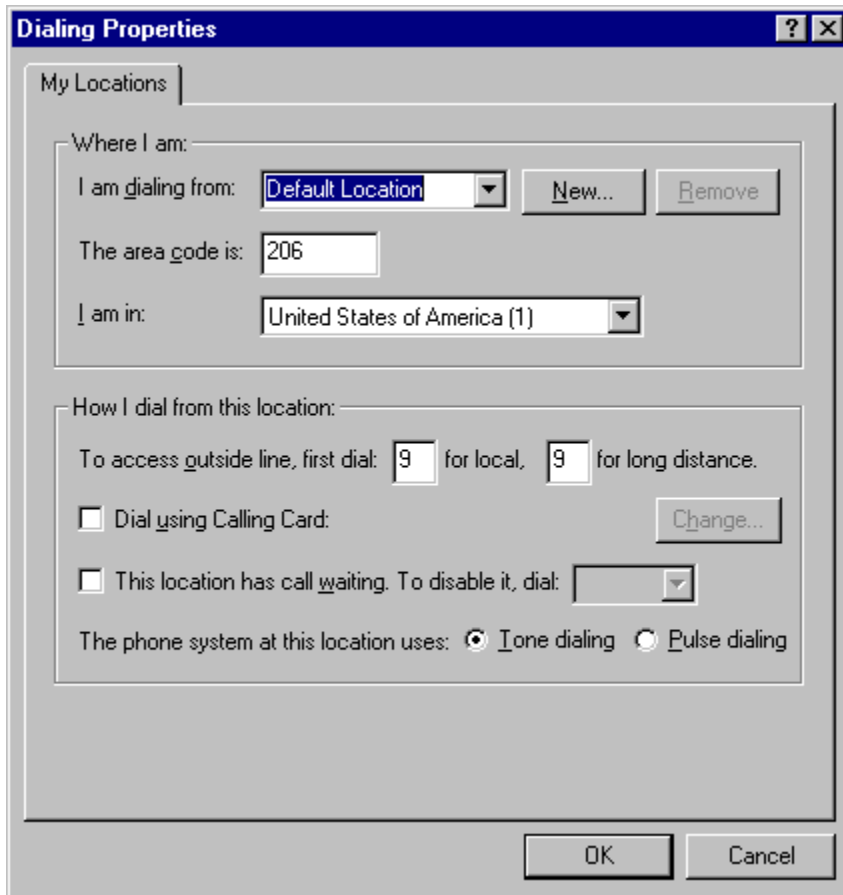 Dialing Properties
My Locations
Where I am:
I am dialing from: Default Location New... Remove
The area code is: 206
I am in: United States of America (1)
How I dial from this location:
To access outside line, first dial: 9 for local, 9 for long distance.
Dial using Calling Card: Change...
This location has call waiting. To disable it, dial:
The phone system at this location uses: Tone dialing Pulse dialing
OK Cancel